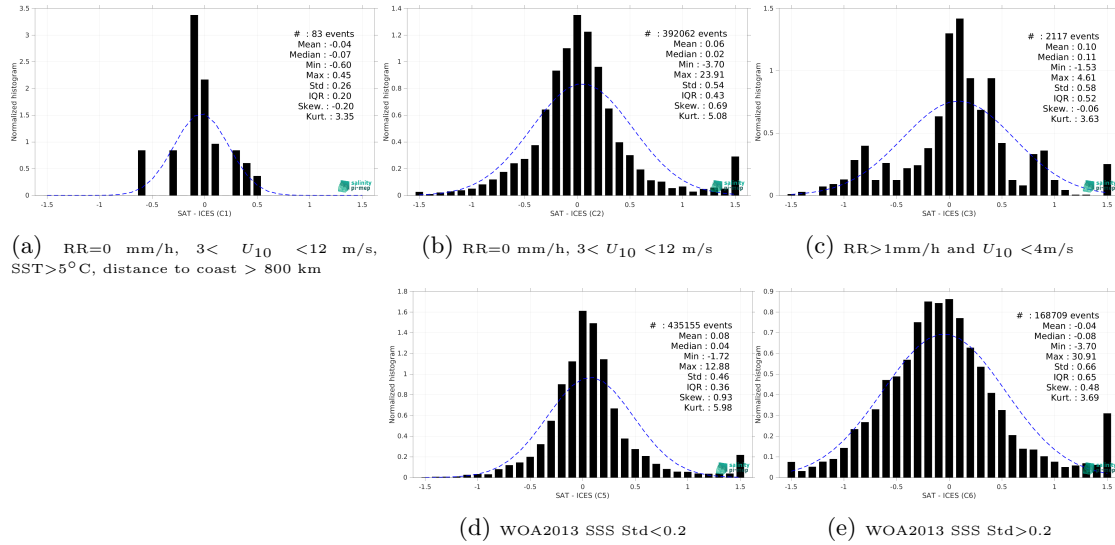 3.5
3
2.5
2
1.5
1
0.5
0
Normalized histogram
# : 83 events
Mean : -0.04
Median : -0.07
Min : -0.60
Max : 0.45
Std : 0.26
IQR : 0.20
Skew. : -0.20
Kurt. : 3.35
salinity
pi-mep
-1.5 -1 -0.5 0 0.5 1 1.5
SAT - ICES (C1)
(a) RR=0 mm/h, 3< U10 <12 m/s,
SST>5°C, distance to coast > 800 km
1.4
1.2
1
0.8
0.6
0.4
0.2
0
Normalized histogram
# : 392062 events
Mean : 0.06
Median : 0.02
Min : -3.70
Max : 23.91
Std : 0.54
IQR : 0.43
Skew. : 0.69
Kurt. : 5.08
salinity
pi-mep
-1.5 -1 -0.5 0 0.5 1 1.5
SAT - ICES (C2)
(b) RR=0 mm/h, 3< U10 <12 m/s
1.5
1
0.5
0
Normalized histogram
# : 2117 events
Mean : 0.10
Median : 0.11
Min : -1.53
Max : 4.61
Std : 0.58
IQR : 0.52
Skew. : -0.06
Kurt. : 3.63
salinity
pi-mep
-1.5 -1 -0.5 0 0.5 1 1.5
SAT - ICES (C3)
(c) RR>1mm/h and U10 <4m/s
1.8
1.6
1.4
1.2
1
0.8
0.6
0.4
0.2
0
Normalized histogram
# : 435155 events
Mean : 0.08
Median : 0.04
Min : -1.72
Max : 12.88
Std : 0.46
IQR : 0.36
Skew. : 0.93
Kurt. : 5.98
salinity
pi-mep
-1.5 -1 -0.5 0 0.5 1 1.5
SAT - ICES (C5)
(d) WOA2013 SSS Std<0.2
0.9
0.8
0.7
0.6
0.5
0.4
0.3
0.2
0.1
0
Normalized histogram
# : 168709 events
Mean : -0.04
Median : -0.08
Min : -3.70
Max : 30.91
Std : 0.66
IQR : 0.65
Skew. : 0.48
Kurt. : 3.69
salinity
pi-mep
-1.5 -1 -0.5 0 0.5 1 1.5
SAT - ICES (C6)
(e) WOA2013 SSS Std>0.2